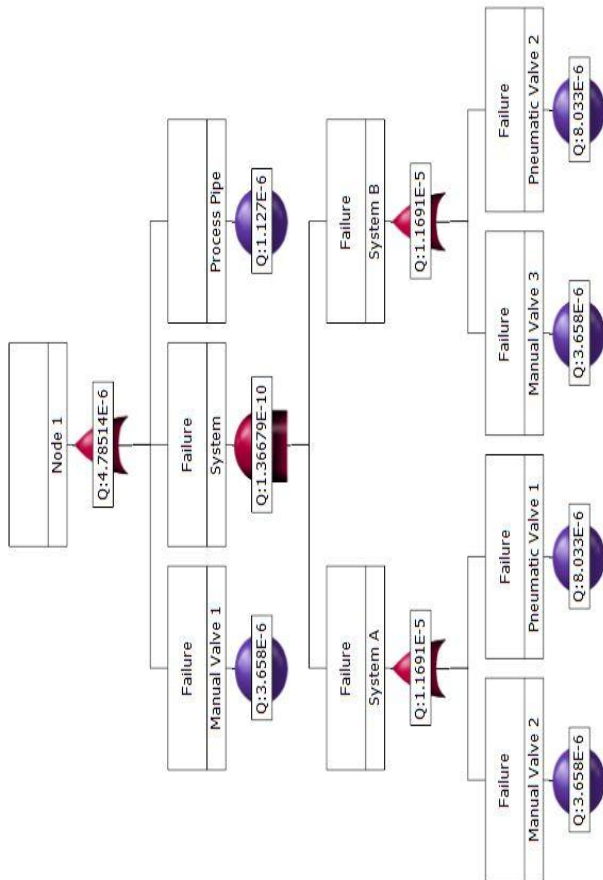 Node 1
Q:4.78514E-6
Failure
Manual Valve 1
Q:3.658E-6
Failure
System
Q:1.36679E-10
Process Pipe
Q:1.127E-6
Failure
System A
Q:1.1691E-5
Failure
System B
Q:1.1691E-5
Failure
Manual Valve 2
Q:3.658E-6
Failure
Pneumatic Valve 1
Q:8.033E-6
Failure
Manual Valve 3
Q:3.658E-6
Failure
Pneumatic Valve 2
Q:8.033E-6